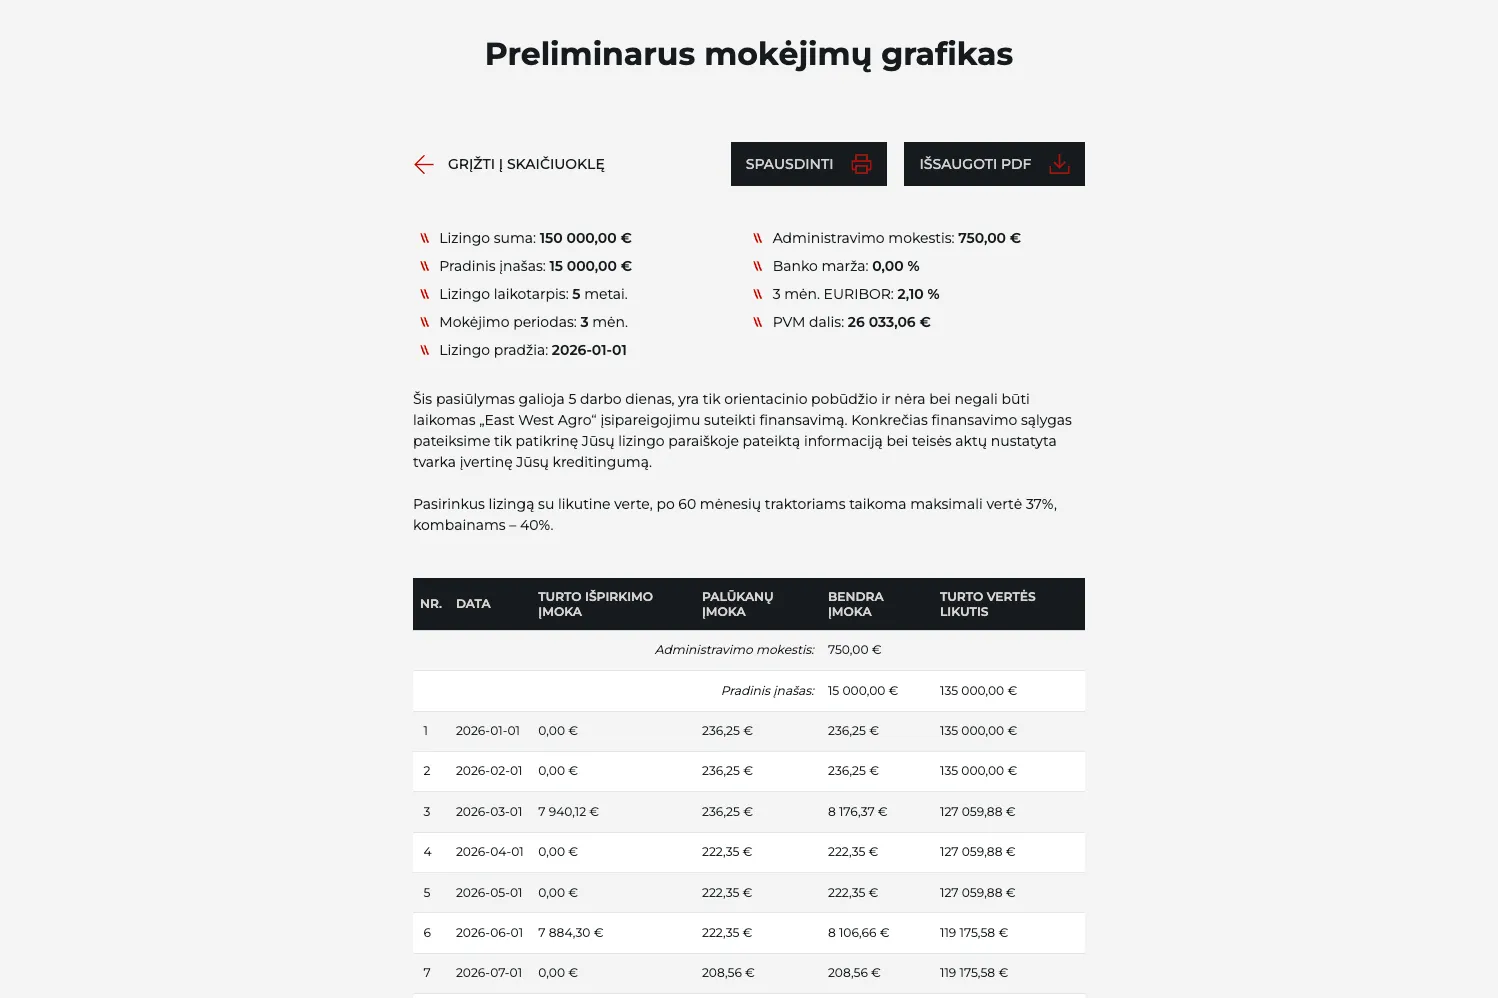 Preliminarus mokėjimų grafikas
GRĮŽTI Į SKAIČIUOKLĘ
SPAUSDINTI
IŠSAUGOTI PDF
Lizingo suma: 150 000,00 €
Pradinis įnašas: 15 000,00 €
Lizingo laikotarpis: 5 metai.
Mokėjimo periodas: 3 mėn.
Lizingo pradžia: 2026-01-01
Administravimo mokestis: 750,00 €
Banko marža: 0,00 %
3 mėn. EURIBOR: 2,10 %
PVM dalis: 26 033,06 €
Šis pasiūlymas galioja 5 darbo dienas, yra tik orientacinio pobūdžio ir nėra bei negali būti
laikomas „East West Agro“ įsipareigojimu suteikti finansavimą. Konkrečias finansavimo sąlygas
pateiksime tik patikrinę Jūsų lizingo paraiškoje pateiktą informaciją bei teisės aktų nustatyta
tvarka įvertinę Jūsų kreditingumą.
Pasirinkus lizingą su likutine verte, po 60 mėnesių traktoriams taikoma maksimali vertė 37%,
kombainams – 40%.
NR. DATA TURTO IŠPIRKIMO ĮMOKA PALŪKANŲ ĮMOKA BENDRA ĮMOKA TURTO VERTĖS LIKUTIS
Administravimo mokestis: 750,00 €
Pradinis įnašas: 15 000,00 € 135 000,00 €
1 2026-01-01 0,00 € 236,25 € 236,25 € 135 000,00 €
2 2026-02-01 0,00 € 236,25 € 236,25 € 135 000,00 €
3 2026-03-01 7 940,12 € 236,25 € 8 176,37 € 127 059,88 €
4 2026-04-01 0,00 € 222,35 € 222,35 € 127 059,88 €
5 2026-05-01 0,00 € 222,35 € 222,35 € 127 059,88 €
6 2026-06-01 7 884,30 € 222,35 € 8 106,66 € 119 175,58 €
7 2026-07-01 0,00 € 208,56 € 208,56 € 119 175,58 €